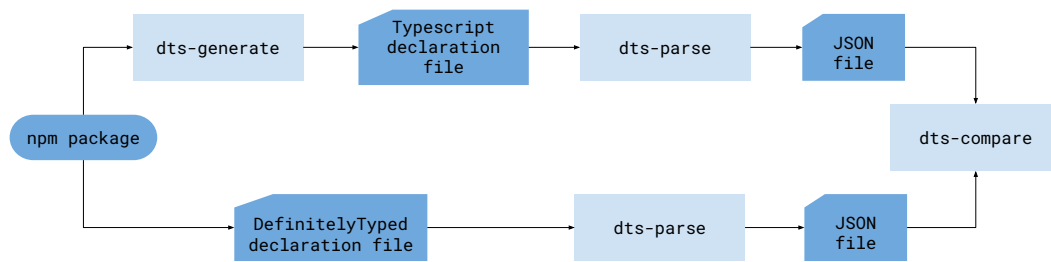 dts-generate
Typescript
declaration
file
dts-parse
JSON
file
npm package
dts-compare
DefinitelyTyped
declaration file
dts-parse
JSON
file